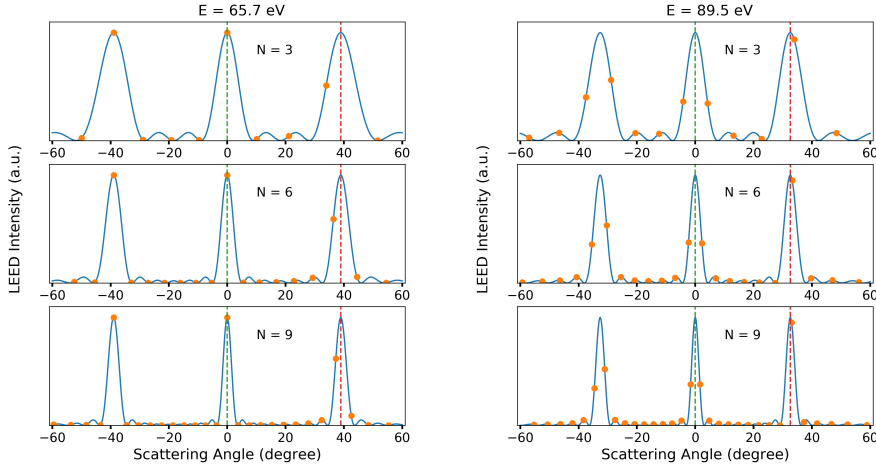 E = 65.7 eV
E = 89.5 eV
N = 3
N = 3
−60 −40 −20 0 20 40 60
−60 −40 −20 0 20 40 60
LEED Intensity (a.u.)
LEED Intensity (a.u.)
N = 6
N = 6
−60 −40 −20 0 20 40 60
−60 −40 −20 0 20 40 60
N = 9
N = 9
−60 −40 −20 0 20 40 60
−60 −40 −20 0 20 40 60
Scattering Angle (degree)
Scattering Angle (degree)